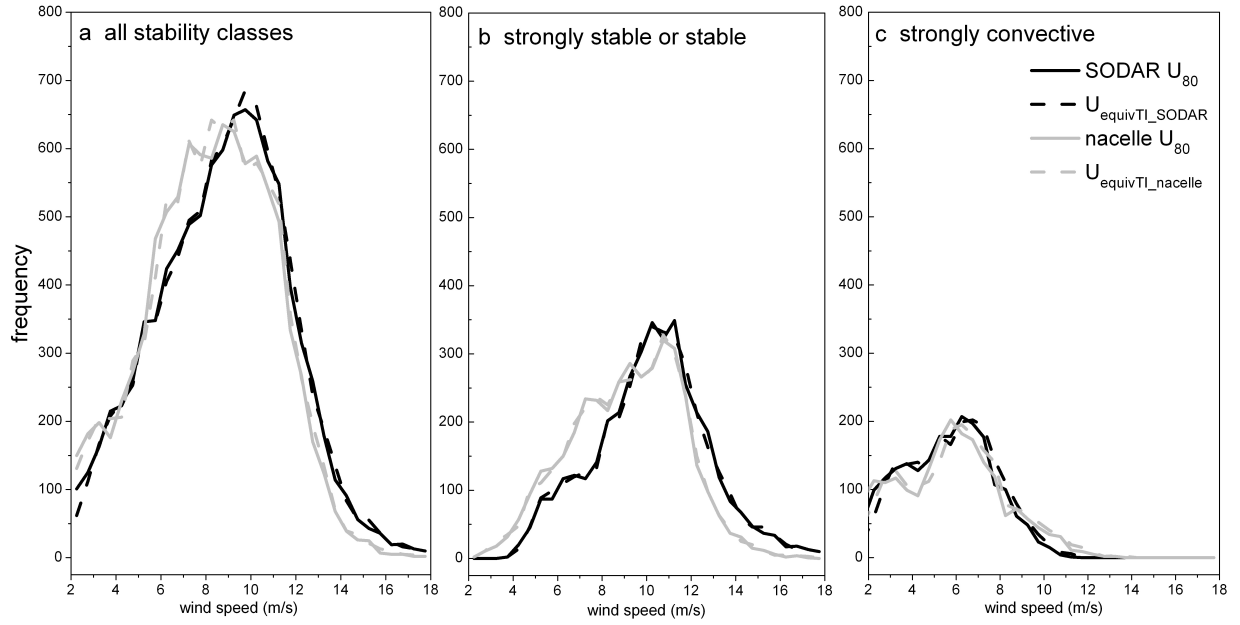 a all stability classes
800
700
600
500
400
300
200
100
0
frequency
2 4 6 8 10 12 14 16 18
wind speed (m/s)
b strongly stable or stable
800
700
600
500
400
300
200
100
0
2 4 6 8 10 12 14 16 18
wind speed (m/s)
c strongly convective
SODAR U80
UequivTI_SODAR
nacelle U80
UequivTI_nacelle
800
700
600
500
400
300
200
100
0
2 4 6 8 10 12 14 16 18
wind speed (m/s)